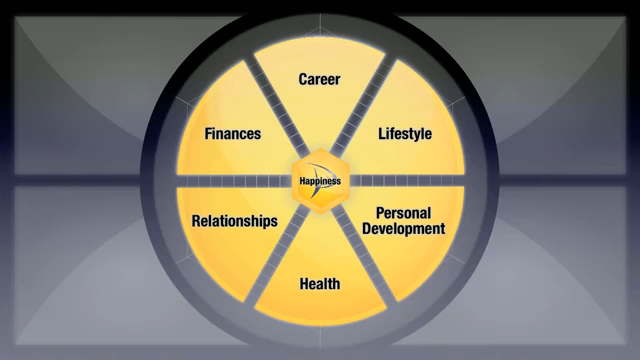 Career
Finances
Lifestyle
Happiness
Relationships
Personal
Development
Health